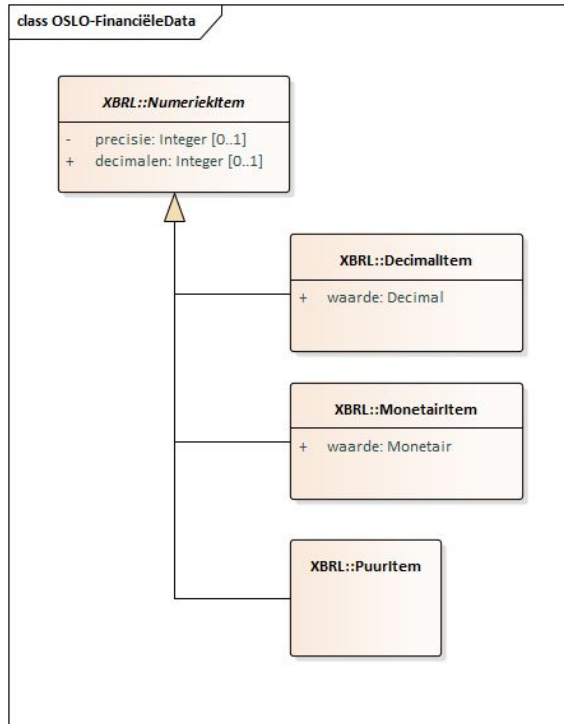 class OSLO-FinanciëleData
XBRL::NumeriekItem
- precisie: Integer [0..1]
+ decimalen: Integer [0..1]
XBRL::DecimalItem
+ waarde: Decimal
XBRL::MonetairItem
+ waarde: Monetair
XBRL::PuurItem